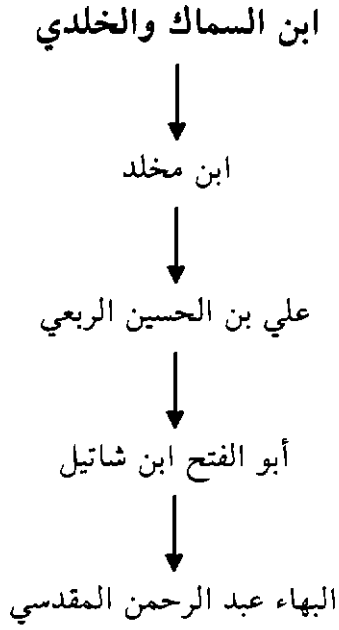 ابن السماك والخلدي
ابن مخلد
علي بن الحسين الربعي
أبو الفتح ابن شاتيل
البهاء عبد الرحمن المقدسي